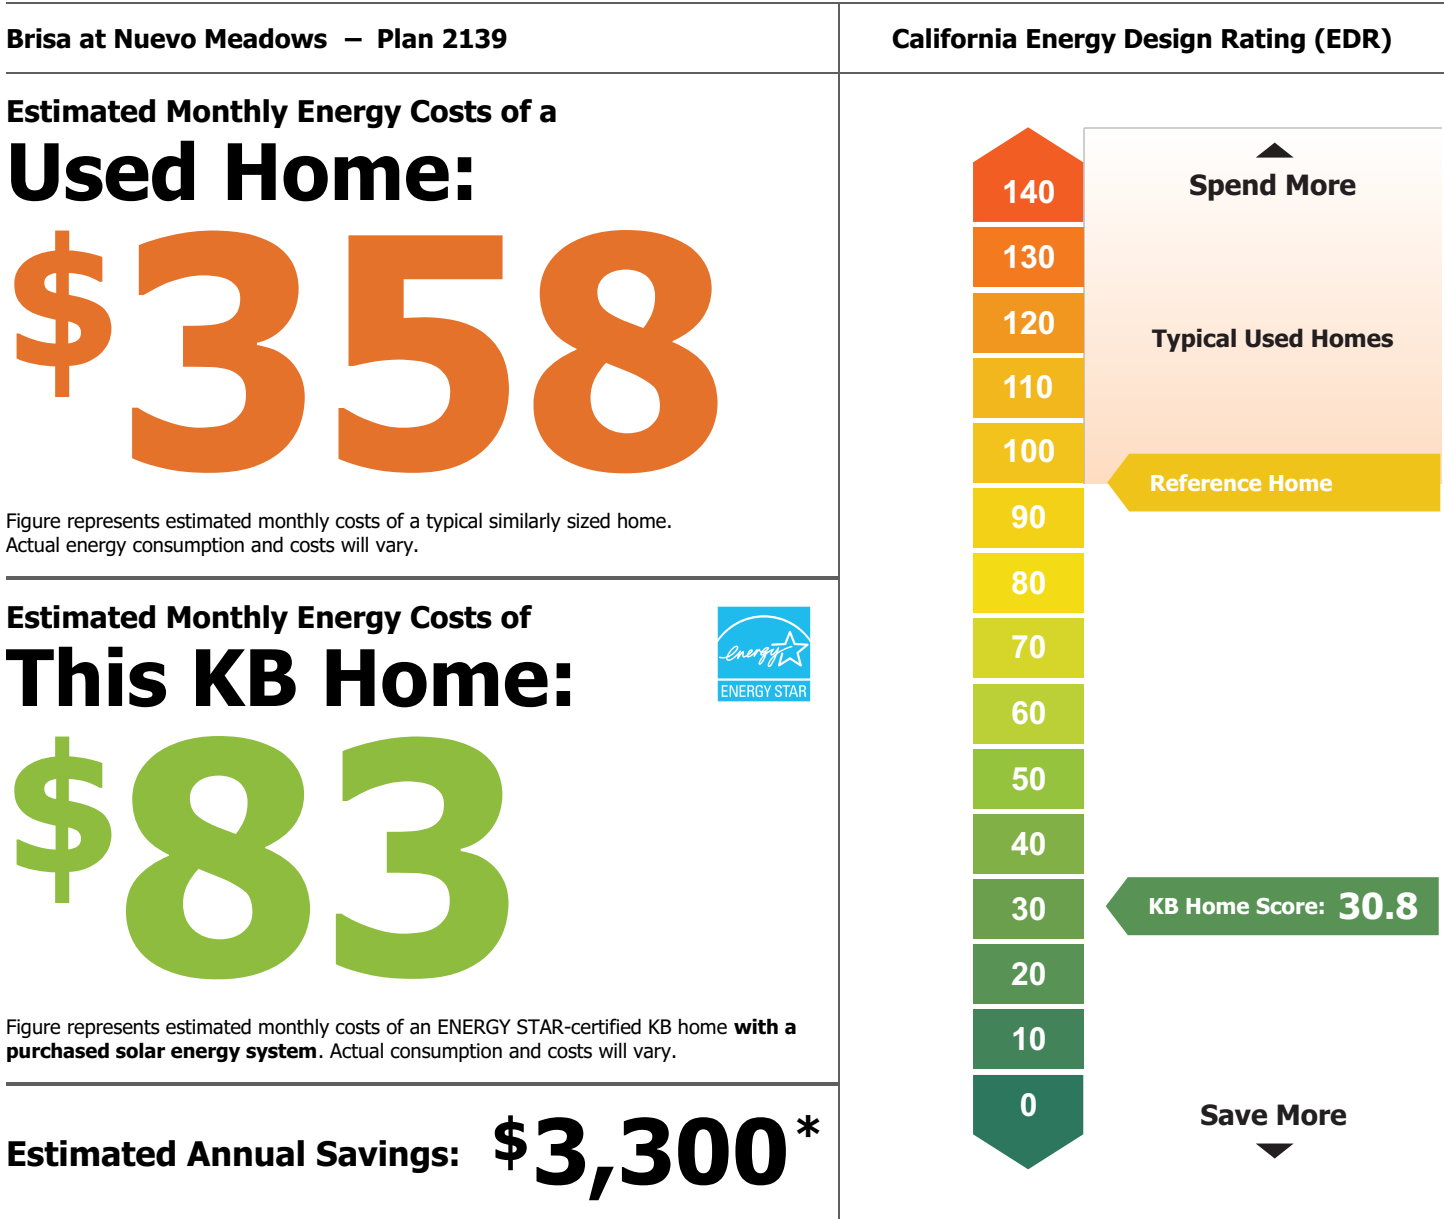 Brisa at Nuevo Meadows – Plan 2139
Estimated Monthly Energy Costs of a
Used Home:
$358
Figure represents estimated monthly costs of a typical similarly sized home.
Actual energy consumption and costs will vary.
Estimated Monthly Energy Costs of
This KB Home:
energy
ENERGY STAR
$83
Figure represents estimated monthly costs of an ENERGY STAR-certified KB home with a
purchased solar energy system. Actual consumption and costs will vary.
Estimated Annual Savings: $3,300*
California Energy Design Rating (EDR)
140
Spend More
130
120
Typical Used Homes
110
100
Reference Home
90
80
70
60
50
40
30
KB Home Score: 30.8
20
10
0
Save More